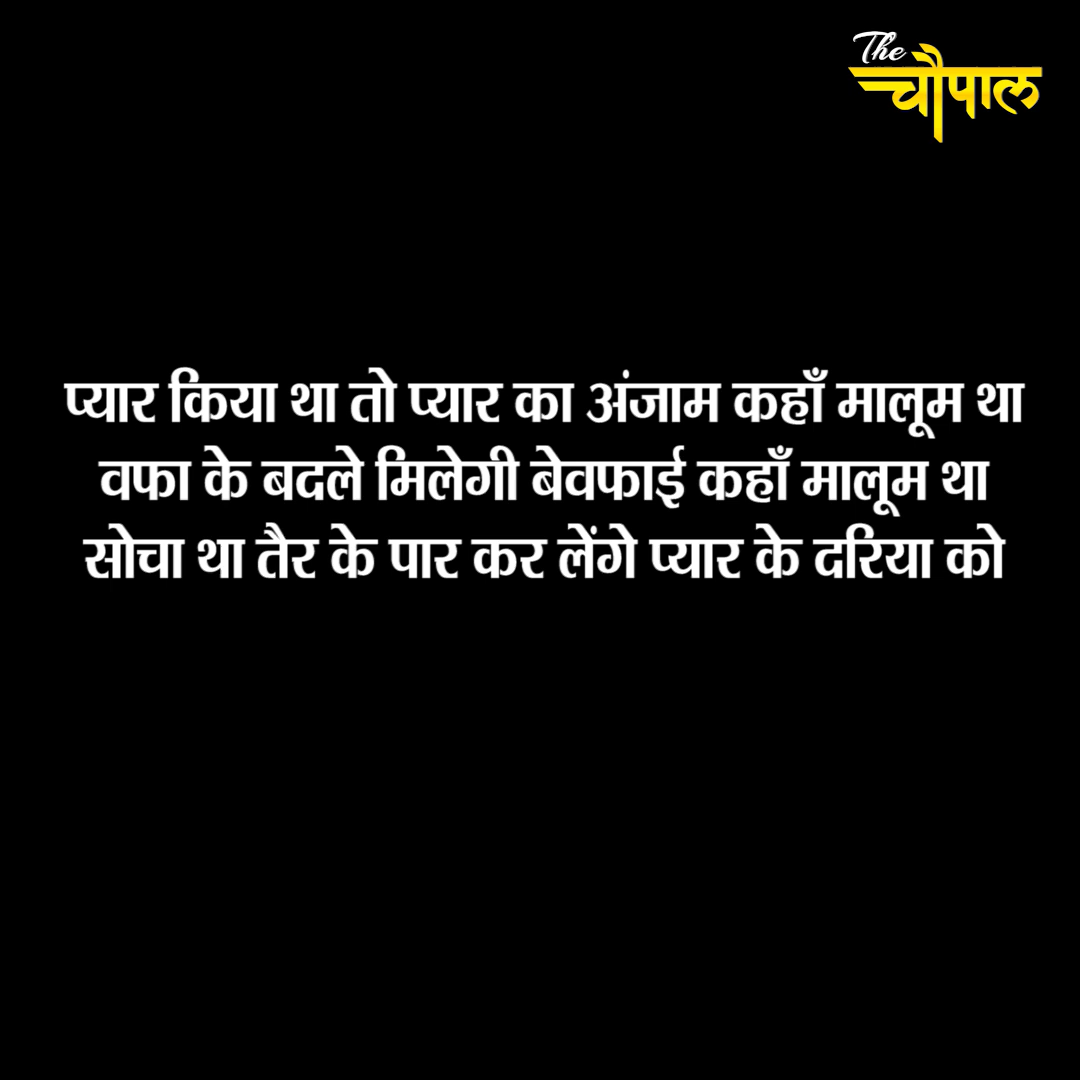 The
चौपाल
प्यार किया था तो प्यार का अंजाम कहाँ मालूम था
वफा के बदले मिलेगी बेवफाई कहाँ मालूम था
सोचा था तैर के पार कर लेंगे प्यार के दरिया को